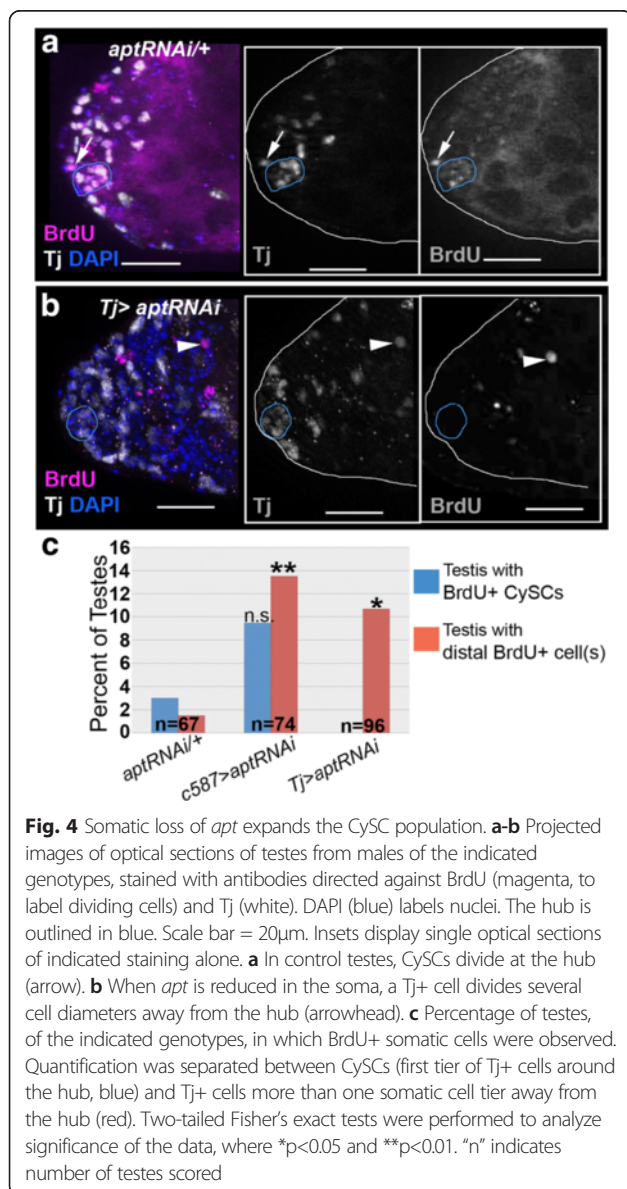 a
aptRNAi/+
BrdU
Tj DAPI
Tj
BrdU
b
Tj> aptRNAi
BrdU
Tj DAPI
Tj
BrdU
c
Percent of Testes
16
14
12
10
8
6
4
2
0
n.s.
**
*
n=67
n=74
n=96
aptRNAi/+
c587>aptRNAi
Tj>aptRNAi
Testis with
BrdU+ CySCs
Testis with
distal BrdU+ cell(s)
Fig. 4 Somatic loss of apt expands the CySC population. a-b Projected
images of optical sections of testes from males of the indicated
genotypes, stained with antibodies directed against BrdU (magenta, to
label dividing cells) and Tj (white). DAPI (blue) labels nuclei. The hub is
outlined in blue. Scale bar = 20μm. Insets display single optical sections
of indicated staining alone. a In control testes, CySCs divide at the hub
(arrow). b When apt is reduced in the soma, a Tj+ cell divides several
cell diameters away from the hub (arrowhead). c Percentage of testes,
of the indicated genotypes, in which BrdU+ somatic cells were observed.
Quantification was separated between CySCs (first tier of Tj+ cells around
the hub, blue) and Tj+ cells more than one somatic cell tier away from
the hub (red). Two-tailed Fisher's exact tests were performed to analyze
significance of the data, where *p<0.05 and **p<0.01. "n" indicates
number of testes scored